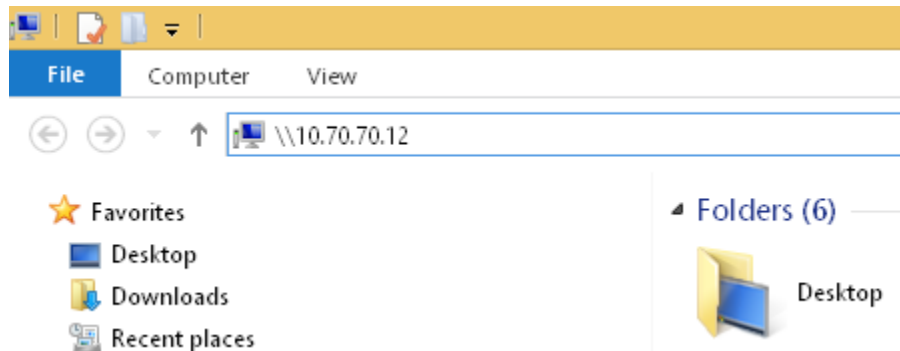 File Computer View
\\10.70.70.12
Favorites
Desktop
Downloads
Recent places
Folders (6)
Desktop